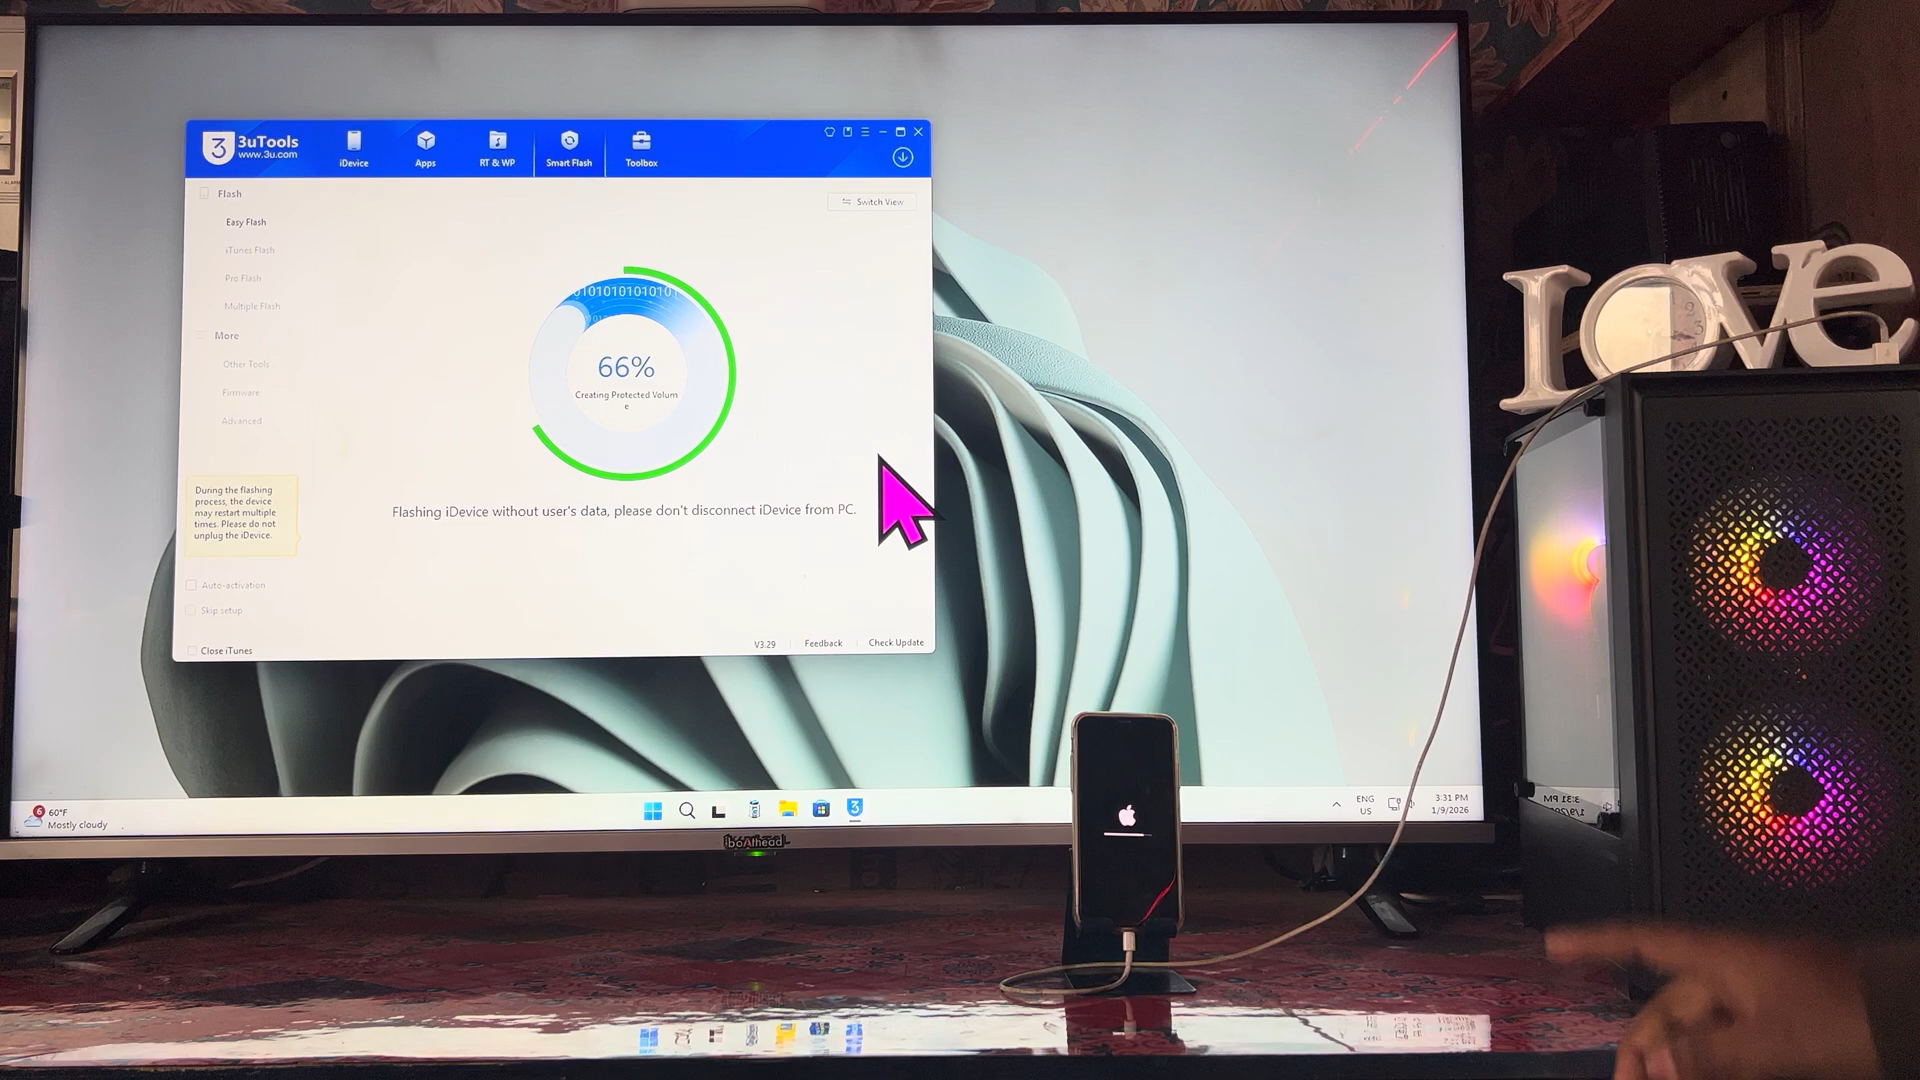 3 3uTools
www.3u.com
iDevice
Apps
RT & WP
Smart Flash
Toolbox
Flash
Switch View
Easy Flash
iTunes Flash
Pro Flash
Multiple Flash
More
Other Tools
Firmware
Advanced
01010101010101
66%
Creating Protected Volum
e
During the flashing
process, the device
may restart multiple
times. Please do not
unplug the iDevice.
Flashing iDevice without user's data, please don't disconnect iDevice from PC.
Auto-activation
Skip setup
Close iTunes
V3.29
Feedback
Check Update
LOVE
6
60°F
Mostly cloudy
3
ENG
US
3:31 PM
1/9/2026